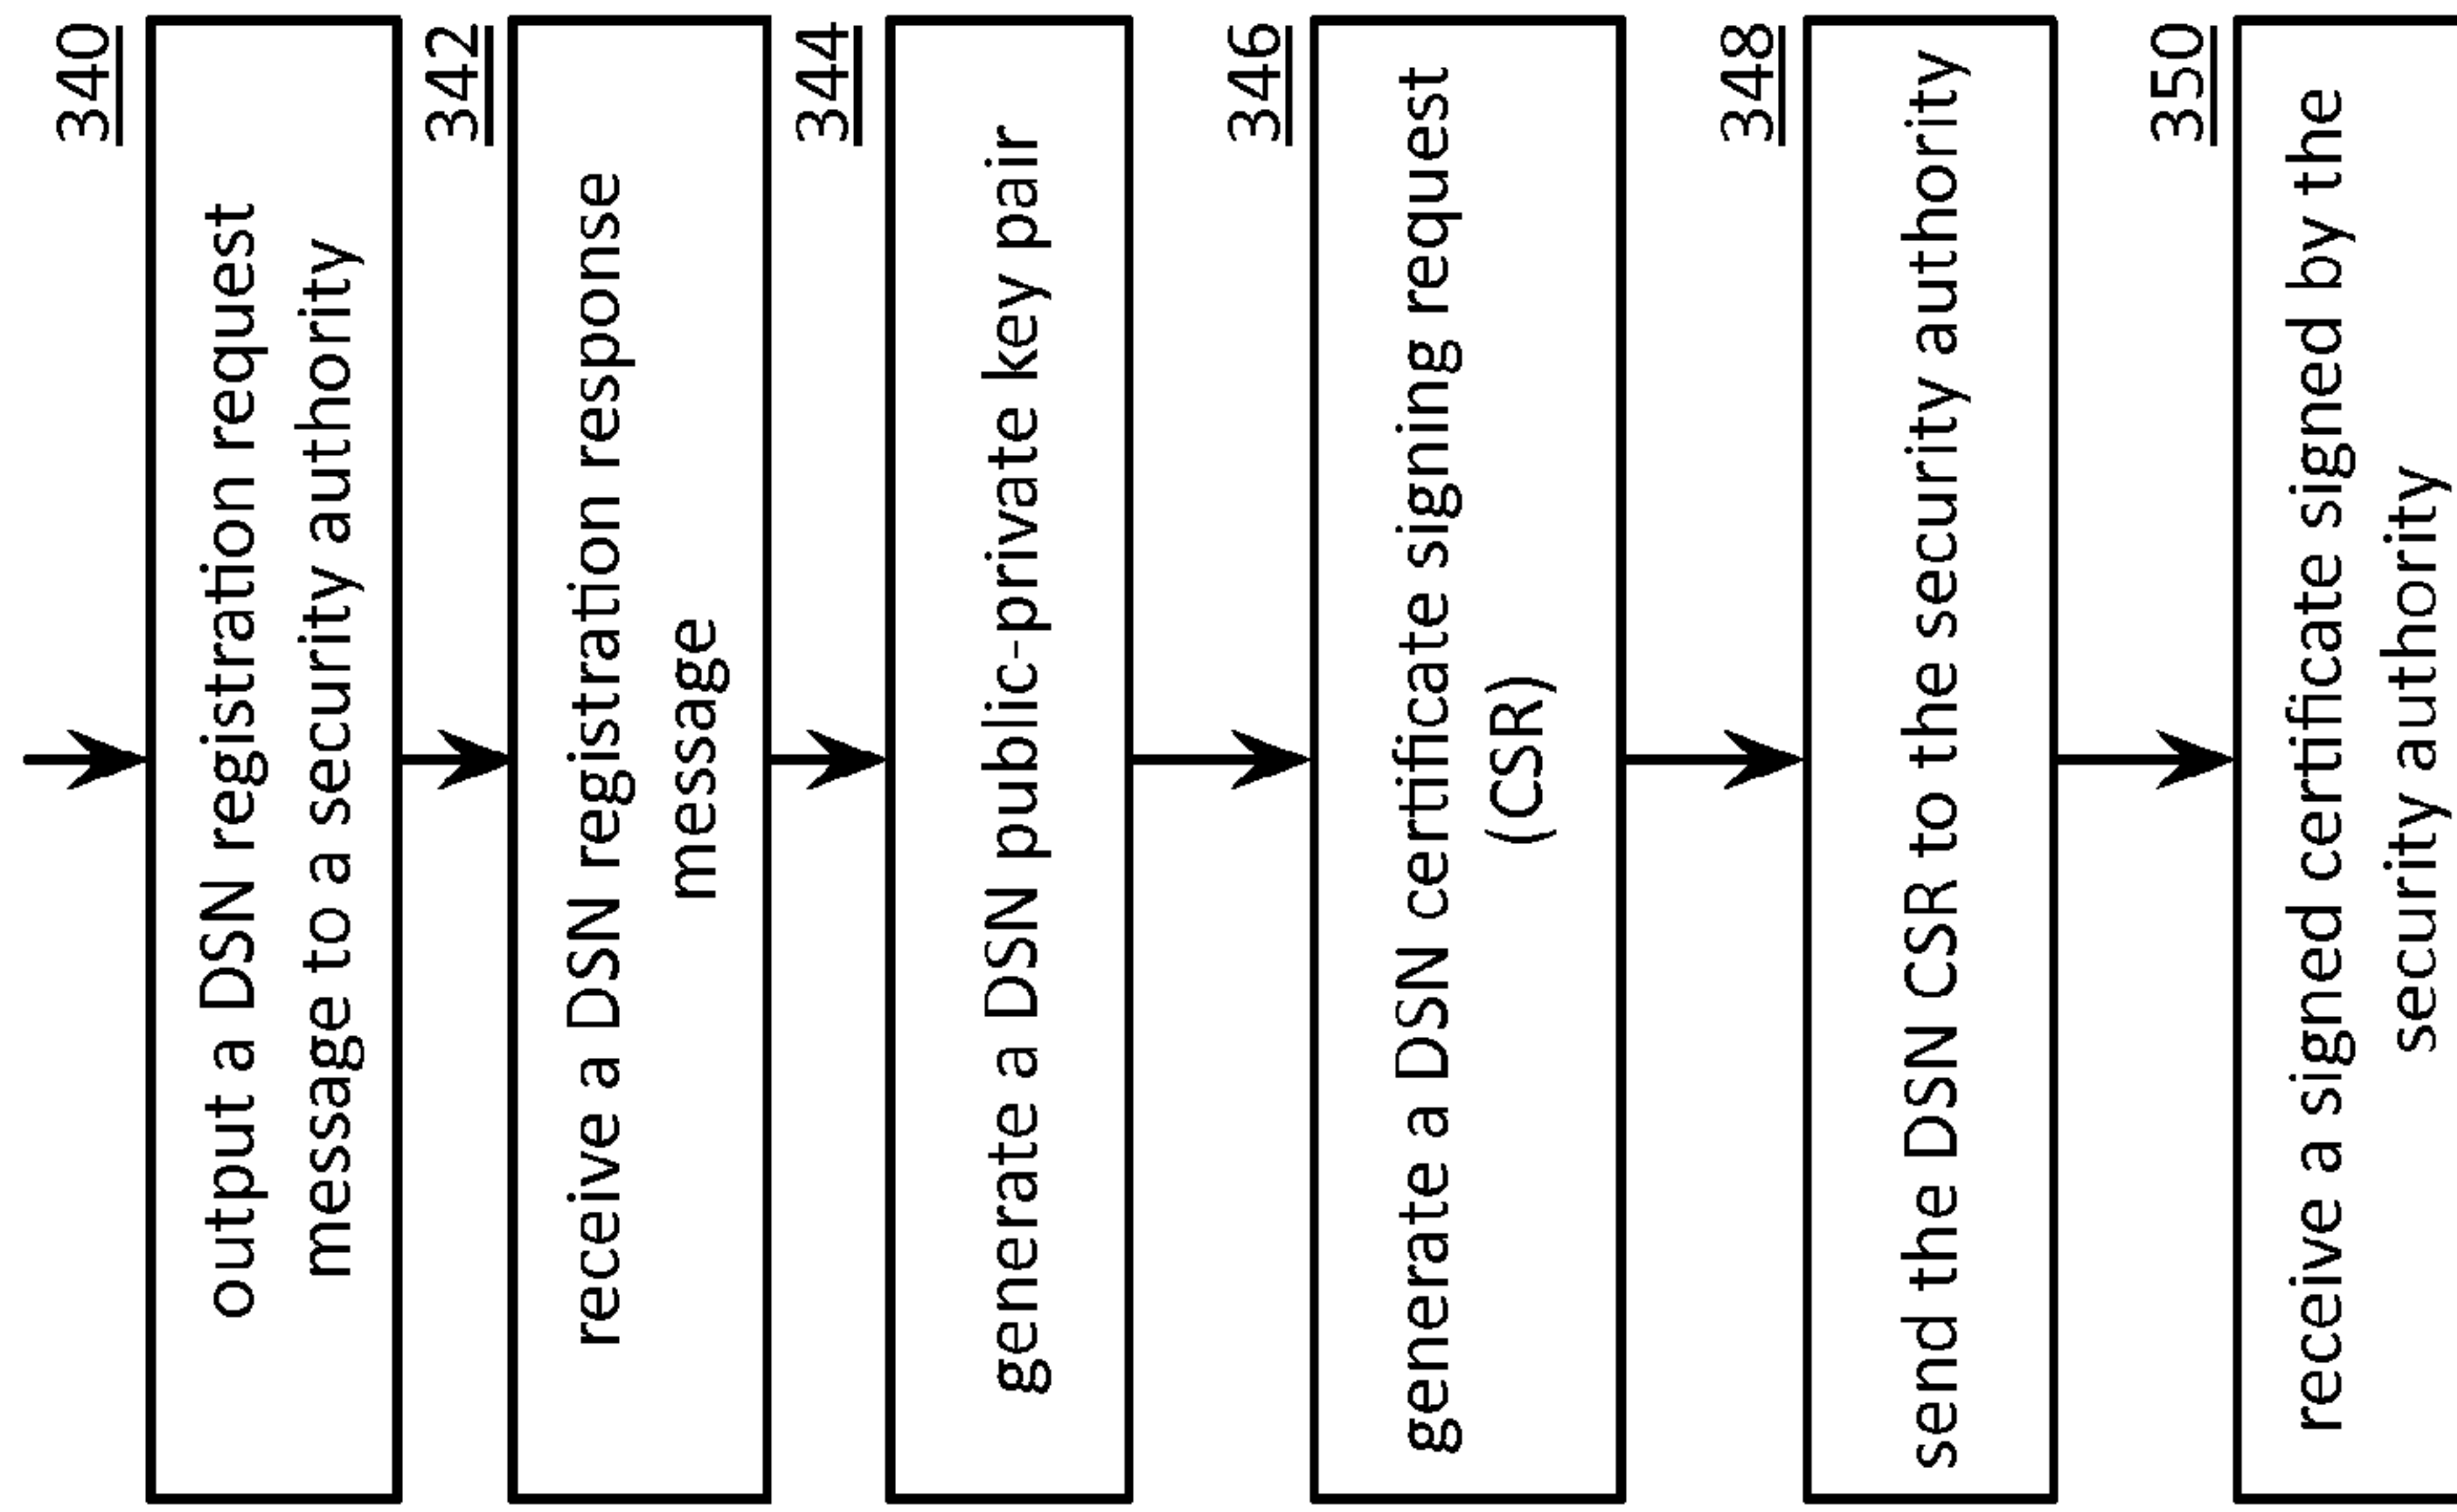 340
output a DSN registration request
message to a security authority
342
receive a DSN registration response
message
344
generate a DSN public-private key pair
346
generate a DSN certificate signing request
(CSR)
348
send the DSN CSR to the security authority
350
receive a signed certificate signed by the
security authority